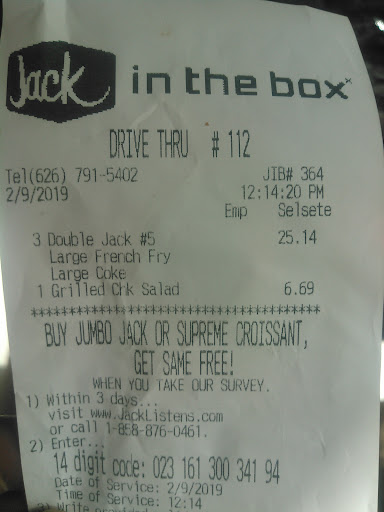 Jack in the box
DRIVE THRU # 112
Tel(626) 791-5402 JIB# 364
2/9/2019 12:14:20 PM
Emp Selsete
3 Double Jack #5 25.14
Large French Fry
Large Coke
1 Grilled Chk Salad 6.69
****************************************
BUY JUMBO JACK OR SUPREME CROISSANT,
GET SAME FREE!
WHEN YOU TAKE OUR SURVEY.
1) Within 3 days...
visit www.JackListens.com
or call 1-858-876-0461.
2) Enter...
14 digit code: 023 161 300 341 94
Date of Service: 2/9/2019
Time of Service: 12:14
3) Write